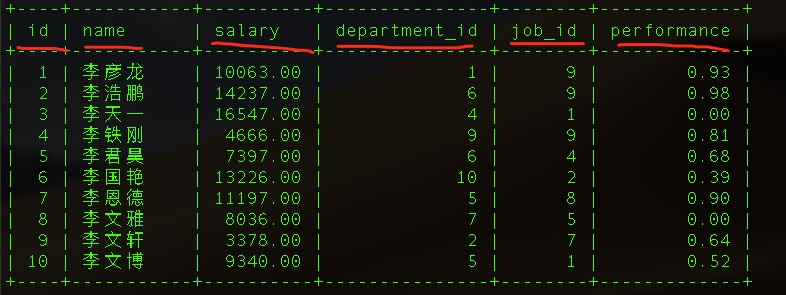 id | name | salary | department_id | job_id | performance
1 | 李彦龙 | 10063.00 | 1 | 9 | 0.93
2 | 李浩鹏 | 14237.00 | 6 | 9 | 0.98
3 | 李天一 | 16547.00 | 4 | 1 | 0.00
4 | 李铁刚 | 4666.00 | 9 | 9 | 0.81
5 | 李君昊 | 7397.00 | 6 | 4 | 0.68
6 | 李国艳 | 13226.00 | 10 | 2 | 0.39
7 | 李恩德 | 11197.00 | 5 | 8 | 0.90
8 | 李文雅 | 8036.00 | 7 | 5 | 0.00
9 | 李文轩 | 3378.00 | 2 | 7 | 0.64
10 | 李文博 | 9340.00 | 5 | 1 | 0.52